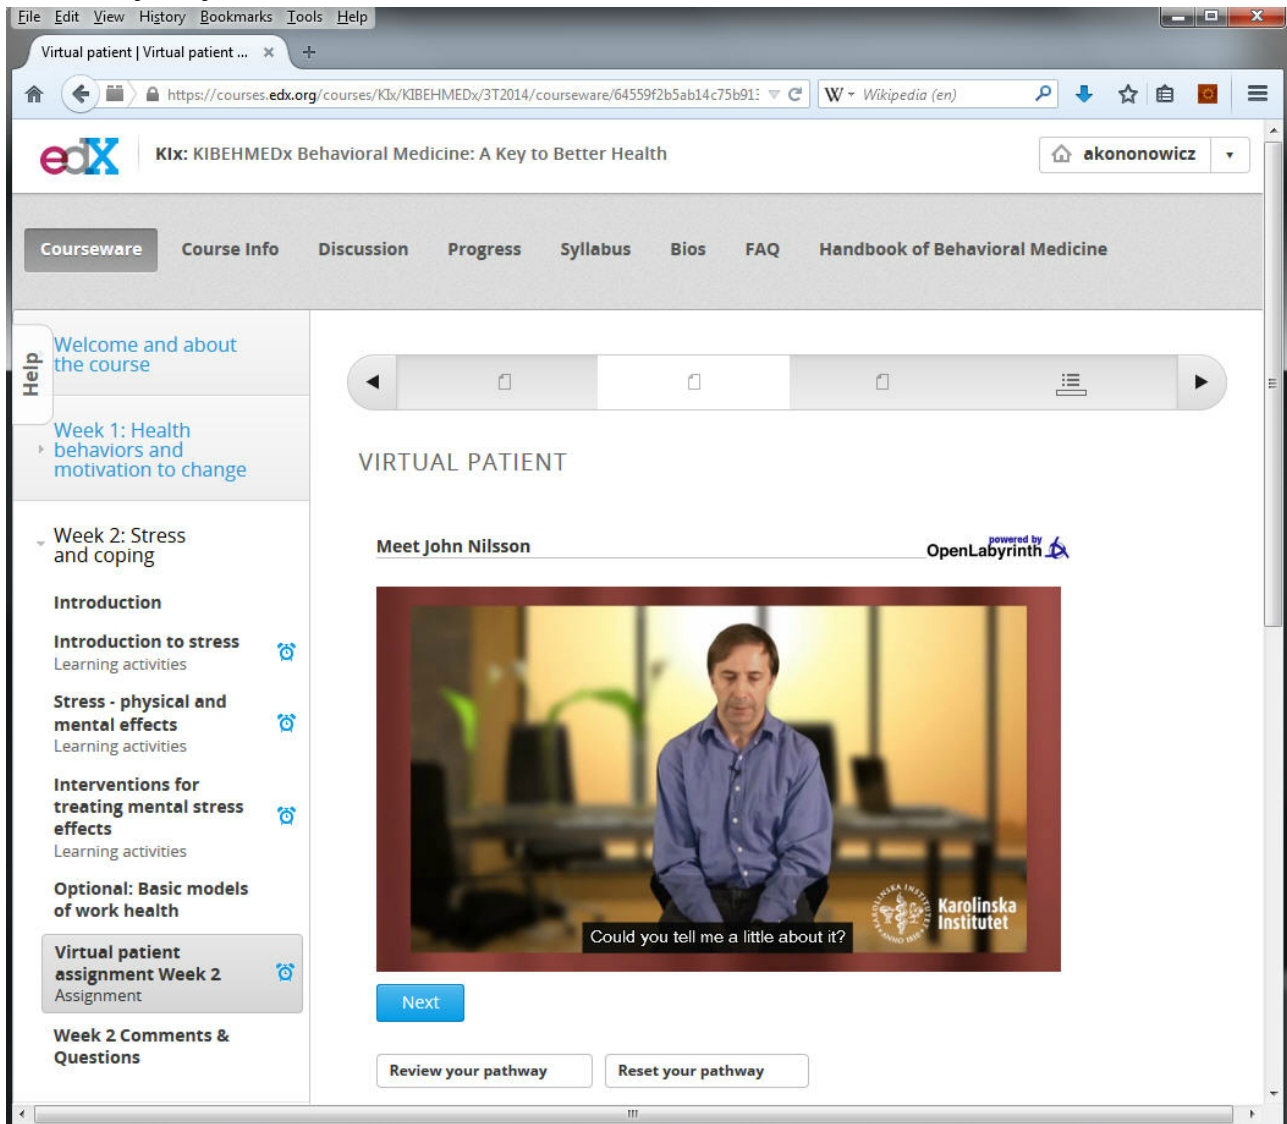 File Edit View History Bookmarks Tools Help
Virtual patient | Virtual patient ... × +
https://courses.edx.org/courses/KIx/KIBEHMEDx/3T2014/courseware/64559f2b5ab14c75b913 W Wikipedia (en)
edX KIx: KIBEHMEDx Behavioral Medicine: A Key to Better Health akononowicz
Courseware Course Info Discussion Progress Syllabus Bios FAQ Handbook of Behavioral Medicine
Help
Welcome and about
the course
Week 1: Health
behaviors and
motivation to change
Week 2: Stress
and coping
Introduction
Introduction to stress
Learning activities
Stress - physical and
mental effects
Learning activities
Interventions for
treating mental stress
effects
Learning activities
Optional: Basic models
of work health
Virtual patient
assignment Week 2
Assignment
Week 2 Comments &
Questions
VIRTUAL PATIENT
Meet John Nilsson
powered by
OpenLabyrinth
KAROLINSKA INSTITUTET
ANNO 1810
Karolinska
Institutet
Could you tell me a little about it?
Next
Review your pathway Reset your pathway